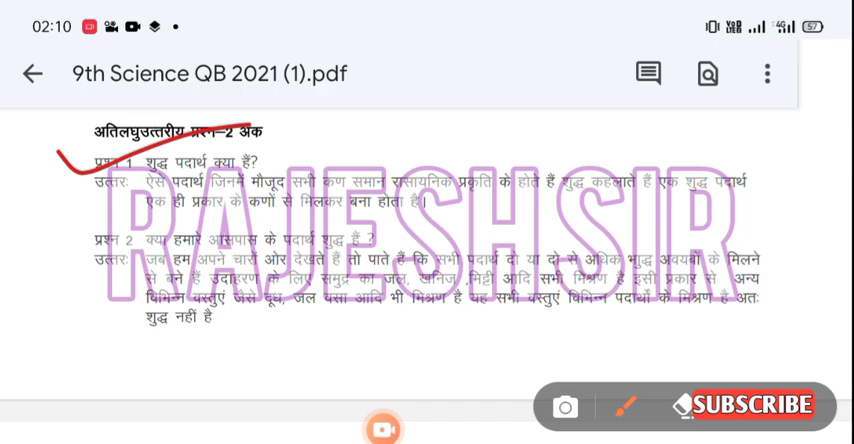 02:10
VoD LTE2
4G
57
9th Science QB 2021 (1).pdf
अतिलघुउत्तरीय प्रश्न–2 अंक
प्रश्न 1 शुद्ध पदार्थ क्या हैं?
उत्तरः ऐसे पदार्थ जिनमें मौजूद सभी कण समान रासायनिक प्रकृति के होते हैं शुद्ध कहलाते हैं एक शुद्ध पदार्थ
एक ही प्रकार के कणों से मिलकर बना होता है।
प्रश्न 2 क्या हमारे आसपास के पदार्थ शुद्ध हैं ?
उत्तरः जब हम अपने चारों ओर देखते हैं तो पाते हैं कि सभी पदार्थ दो या दो से अधिक भुद्ध अवयवों के मिलने
से बने हैं उदाहरण के लिए समुद्र का जल, खनिज ,मिट्टी आदि सभी मिश्रण है इसी प्रकार से अन्य
विभिन्न वस्तुएं जैसे दूध, जल वसा आदि भी मिश्रण है यह सभी वस्तुएं विभिन्न पदार्थों के मिश्रण है अतः
शुद्ध नहीं है
RAJESHSIR
SUBSCRIBE